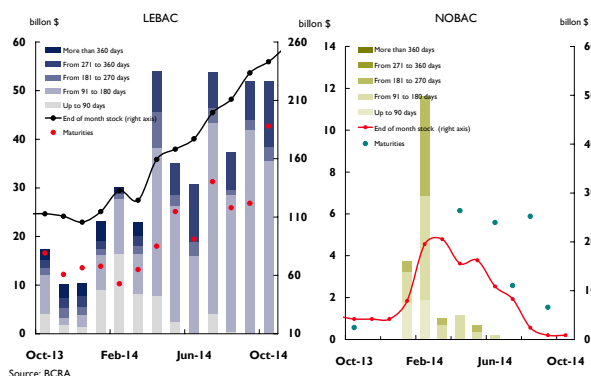 billon $
LEBAC
60
50
40
30
20
10
0
260
210
160
110
60
10
More than 360 days
From 271 to 360 days
From 181 to 270 days
From 91 to 180 days
Up to 90 days
End of month stock (right axis)
Maturities
Oct-13
Feb-14
Jun-14
Oct-14
Source: BCRA
billon $
NOBAC
billon $
14
12
10
8
6
4
2
0
More than 360 days
From 271 to 360 days
From 181 to 270 days
From 91 to 180 days
Up to 90 days
End of month stock (right axis)
Maturities
Oct-13
Feb-14
Jun-14
Oct-14